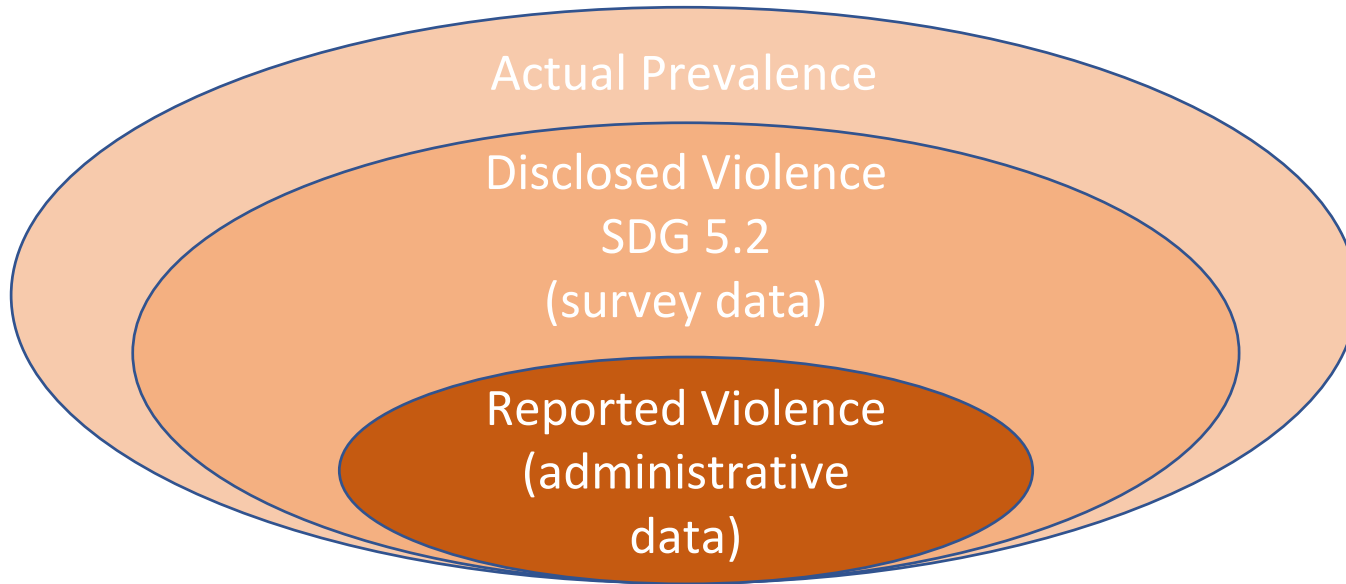 Actual Prevalence
Disclosed Violence
SDG 5.2
(survey data)
Reported Violence
(administrative
data)